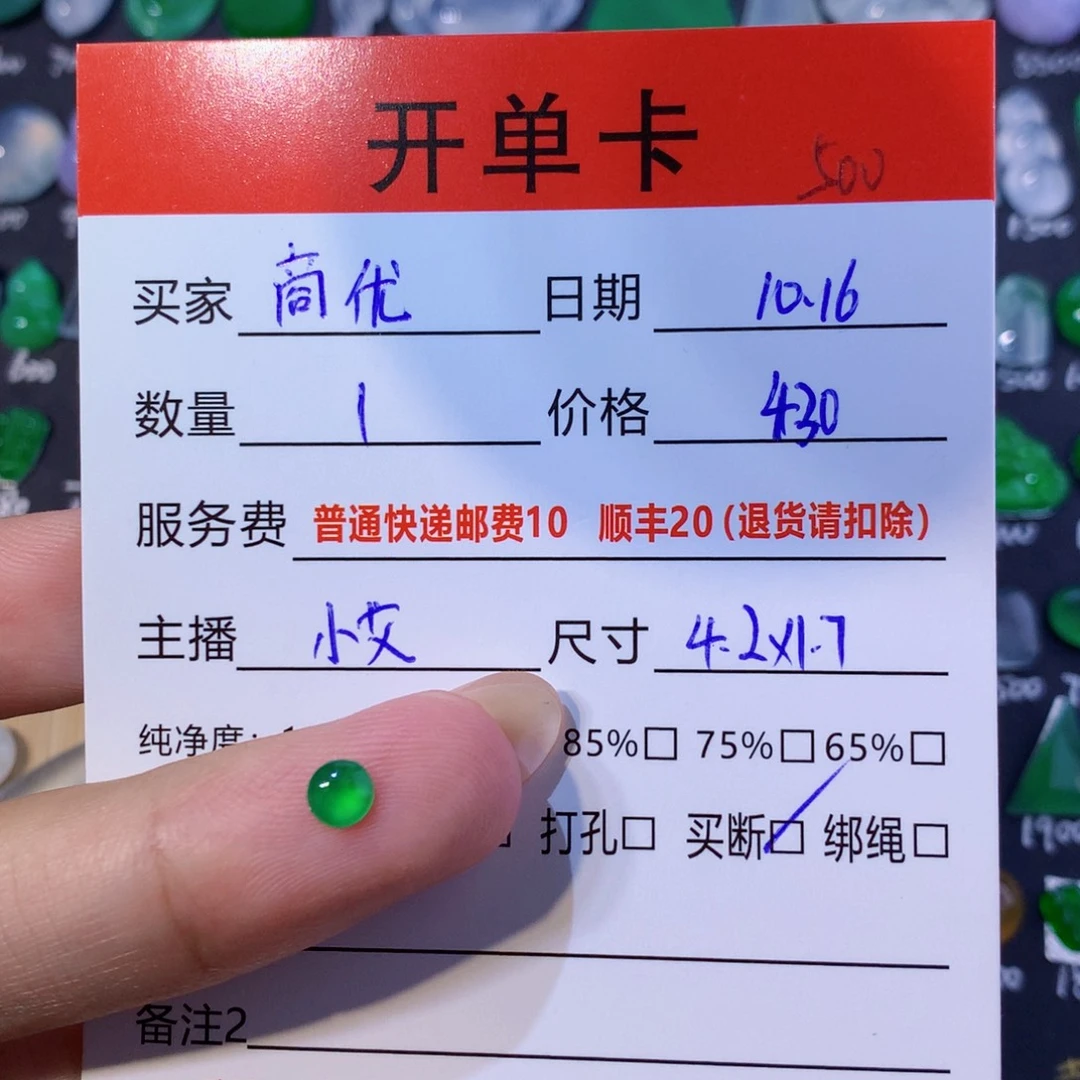 开单卡 500
买家 商优 日期 10.16
数量 1 价格 430
服务费 普通快递邮费10 顺丰20(退货请扣除)
主播 小艾 尺寸 4.2x1.7
纯净度: 85%□ 75%□ 65%□
打孔□ 买断□ 绑绳□
备注2